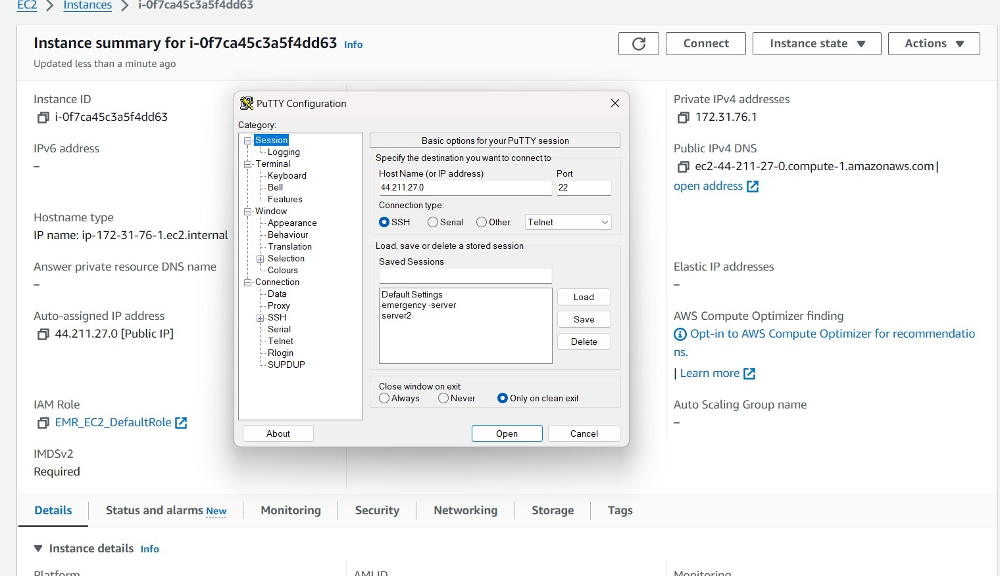 EC2 > Instances > i-0f7ca45c3a5f4dd63
Instance summary for i-0f7ca45c3a5f4dd63 Info
Updated less than a minute ago
Connect
Instance state
Actions
Instance ID
i-0f7ca45c3a5f4dd63
IPv6 address
–
Hostname type
IP name: ip-172-31-76-1.ec2.internal
Answer private resource DNS name
–
Auto-assigned IP address
44.211.27.0 [Public IP]
IAM Role
EMR_EC2_DefaultRole
IMDSv2
Required
PuTTY Configuration
Category:
Session
Logging
Terminal
Keyboard
Bell
Features
Window
Appearance
Behaviour
Translation
Selection
Colours
Connection
Data
Proxy
SSH
Serial
Telnet
Rlogin
SUPDUP
Basic options for your PuTTY session
Specify the destination you want to connect to
Host Name (or IP address) Port
44.211.27.0 22
Connection type:
SSH Serial Other: Telnet
Load, save or delete a stored session
Saved Sessions
Default Settings
emergency -server
server2
Load
Save
Delete
Close window on exit:
Always Never Only on clean exit
About Open Cancel
Private IPv4 addresses
172.31.76.1
Public IPv4 DNS
ec2-44-211-27-0.compute-1.amazonaws.com |
open address
Elastic IP addresses
–
AWS Compute Optimizer finding
Opt-in to AWS Compute Optimizer for recommendatio
ns.
| Learn more
Auto Scaling Group name
–
Details Status and alarms New Monitoring Security Networking Storage Tags
Instance details Info
Platform AMI ID Monitoring